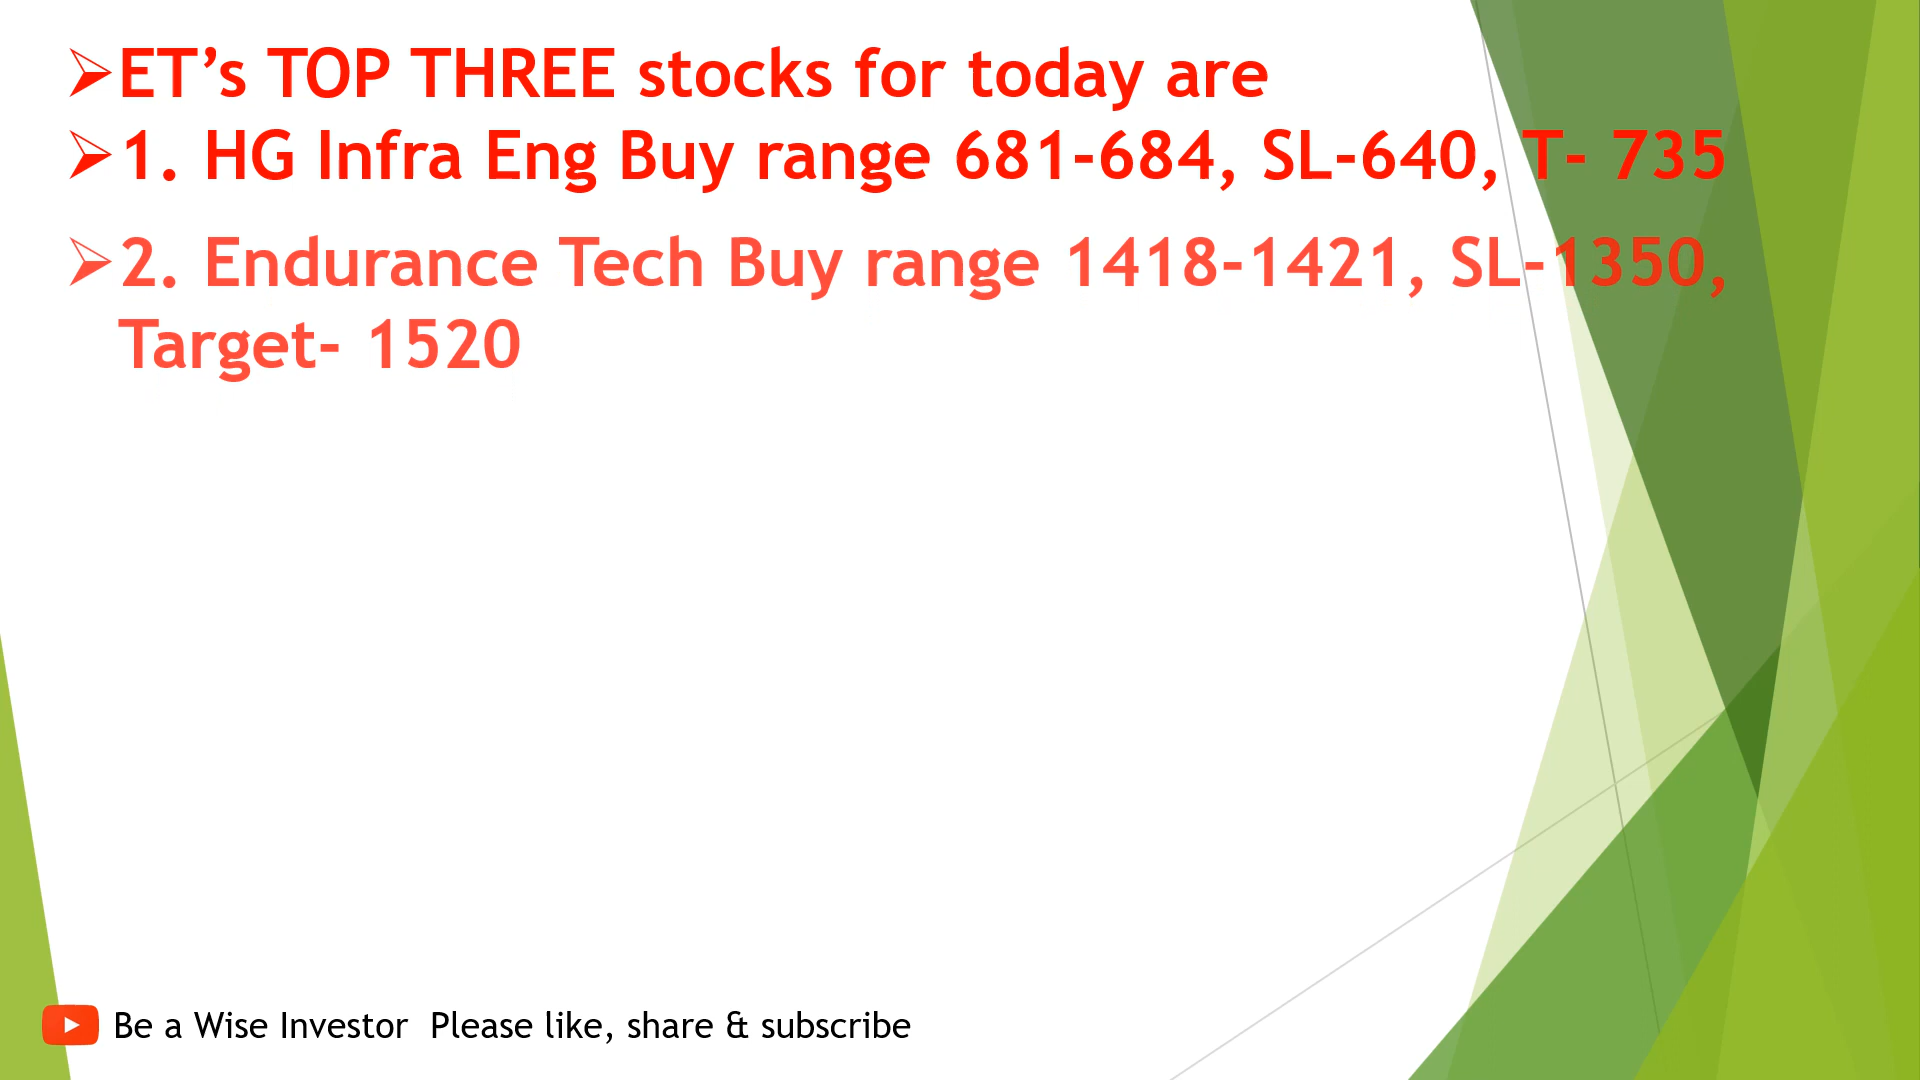 ➢ET’s TOP THREE stocks for today are
➢1. HG Infra Eng Buy range 681-684, SL-640, T- 735
➢2. Endurance Tech Buy range 1418-1421, SL-1350,
Target- 1520
Be a Wise Investor  Please like, share & subscribe